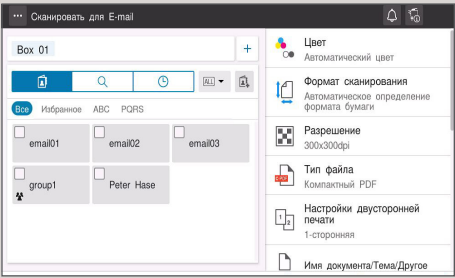 Сканировать для E-mail
Box 01
+
ALL
Все Избранное ABC PQRS
email01 email02 email03
group1 Peter Hase
Цвет
Автоматический цвет
Формат сканирования
Автоматическое определение
формата бумаги
Разрешение
300x300dpi
Тип файла
Компактный PDF
Настройки двусторонней
печати
1-сторонняя
Имя документа/Тема/Другое